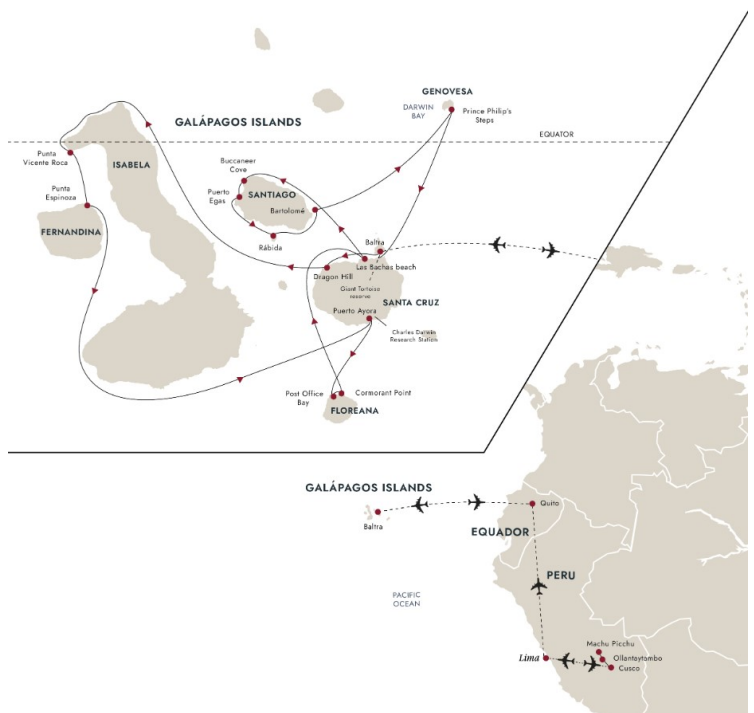 GENOVESA
DARWIN
BAY
Prince Philip's
Steps
GALÁPAGOS ISLANDS
EQUATOR
Punta
Vicente Roca
ISABELA
Buccaneer
Cove
Punta
Espinoza
Puerto
Egas
SANTIAGO
Bartolomé
FERNANDINA
Rábida
Baltra
Las Bachas beach
Dragon Hill
Giant Tortoise
reserve
SANTA CRUZ
Puerto Ayora
Charles Darwin
Research Station
Post Office
Bay
Cormorant Point
FLOREANA
GALÁPAGOS ISLANDS
Baltra
Quito
EQUADOR
PERU
PACIFIC
OCEAN
Machu Picchu
Lima
Ollantaytambo
Cusco